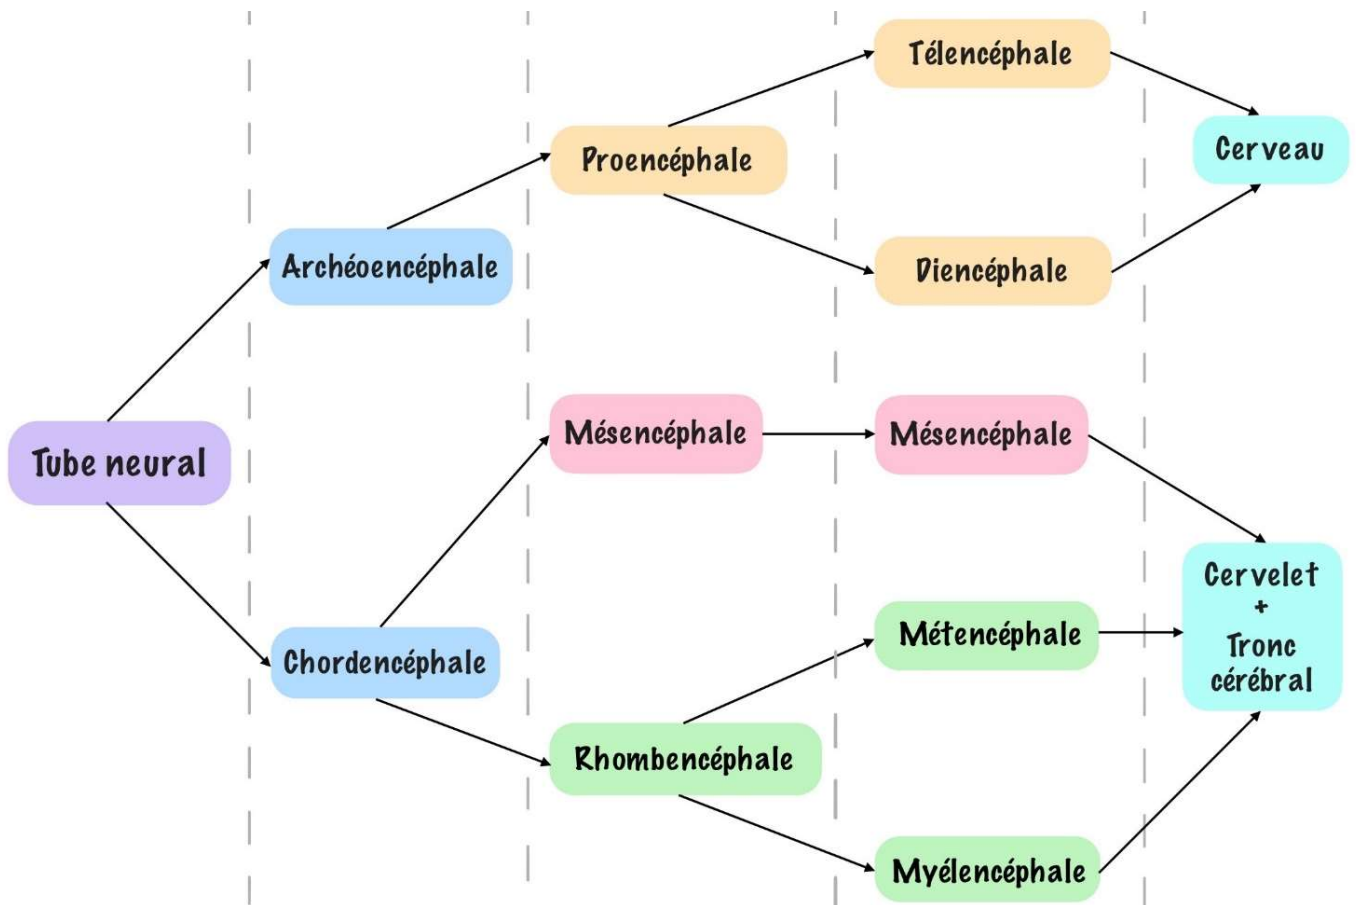 Télencéphale
Proencéphale
Cerveau
Archéoencéphale
Diencéphale
Mésencéphale
Mésencéphale
Tube neural
Cervelet
+
Tronc
cérébral
Métencéphale
Chordencéphale
Rhombencéphale
Myélencéphale